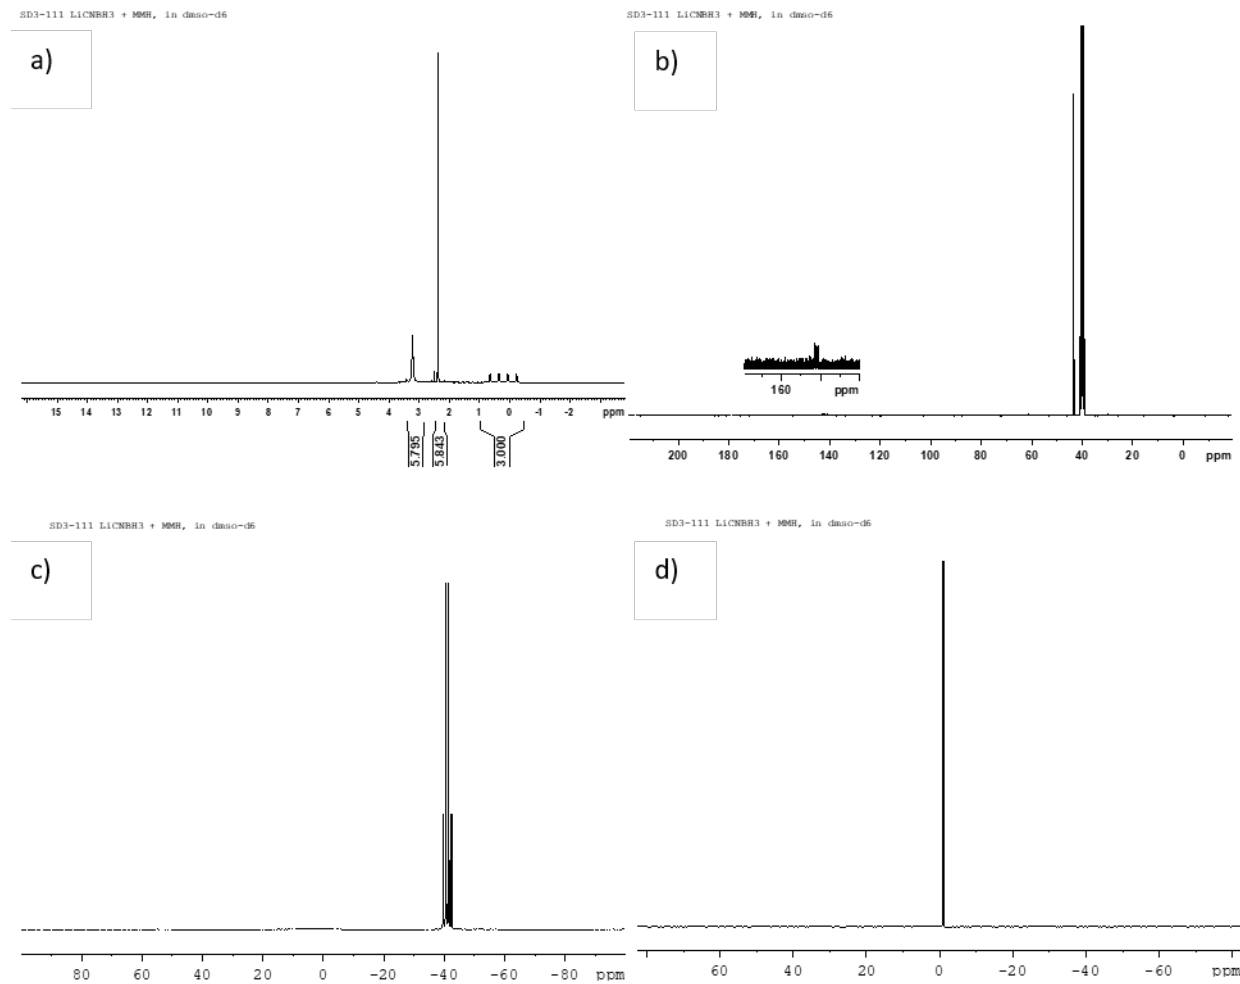 SD3-111 LiCNBH3 + MMH, in dmso-d6
a)
15 14 13 12 11 10 9 8 7 6 5 4 3 2 1 0 -1 -2 ppm
5.795
5.843
3.000
SD3-111 LiCNBH3 + MMH, in dmso-d6
b)
160 ppm
200 180 160 140 120 100 80 60 40 20 0 ppm
SD3-111 LiCNBH3 + MMH, in dmso-d6
c)
80 60 40 20 0 -20 -40 -60 -80 ppm
SD3-111 LiCNBH3 + MMH, in dmso-d6
d)
60 40 20 0 -20 -40 -60 ppm